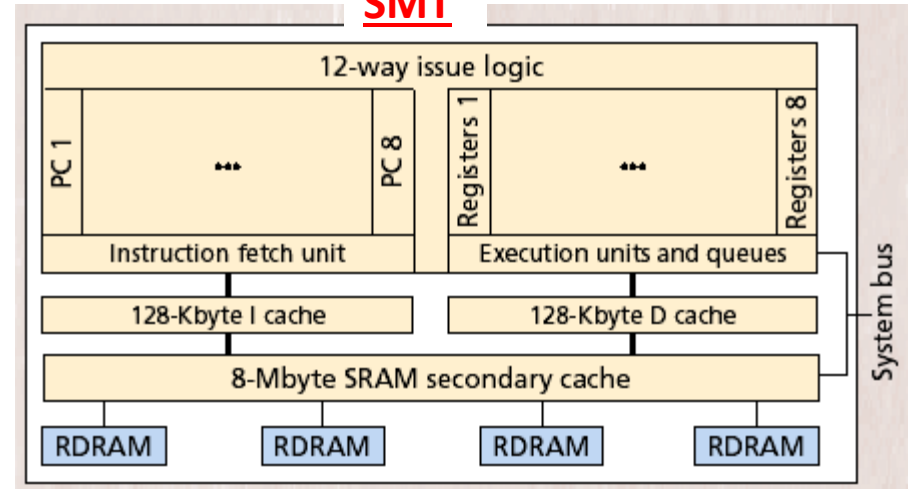 SMT
12-way issue logic
PC 1
...
PC 8
Registers 1
...
Registers 8
Instruction fetch unit
Execution units and queues
128-Kbyte I cache
128-Kbyte D cache
8-Mbyte SRAM secondary cache
System bus
RDRAM
RDRAM
RDRAM
RDRAM